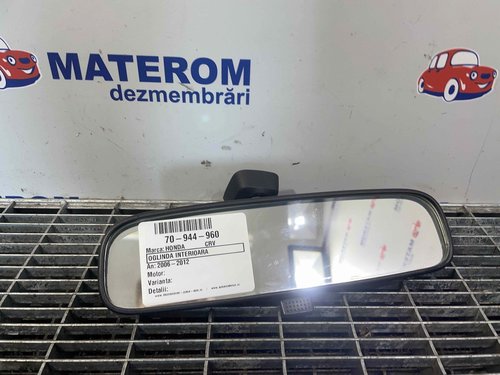 MATEROM
dezmembrări
70-944-960
Marca: HONDA CRV
OGLINDA INTERIOARA
An: 2006-2012
Motor:
Varianta:
Detalii: